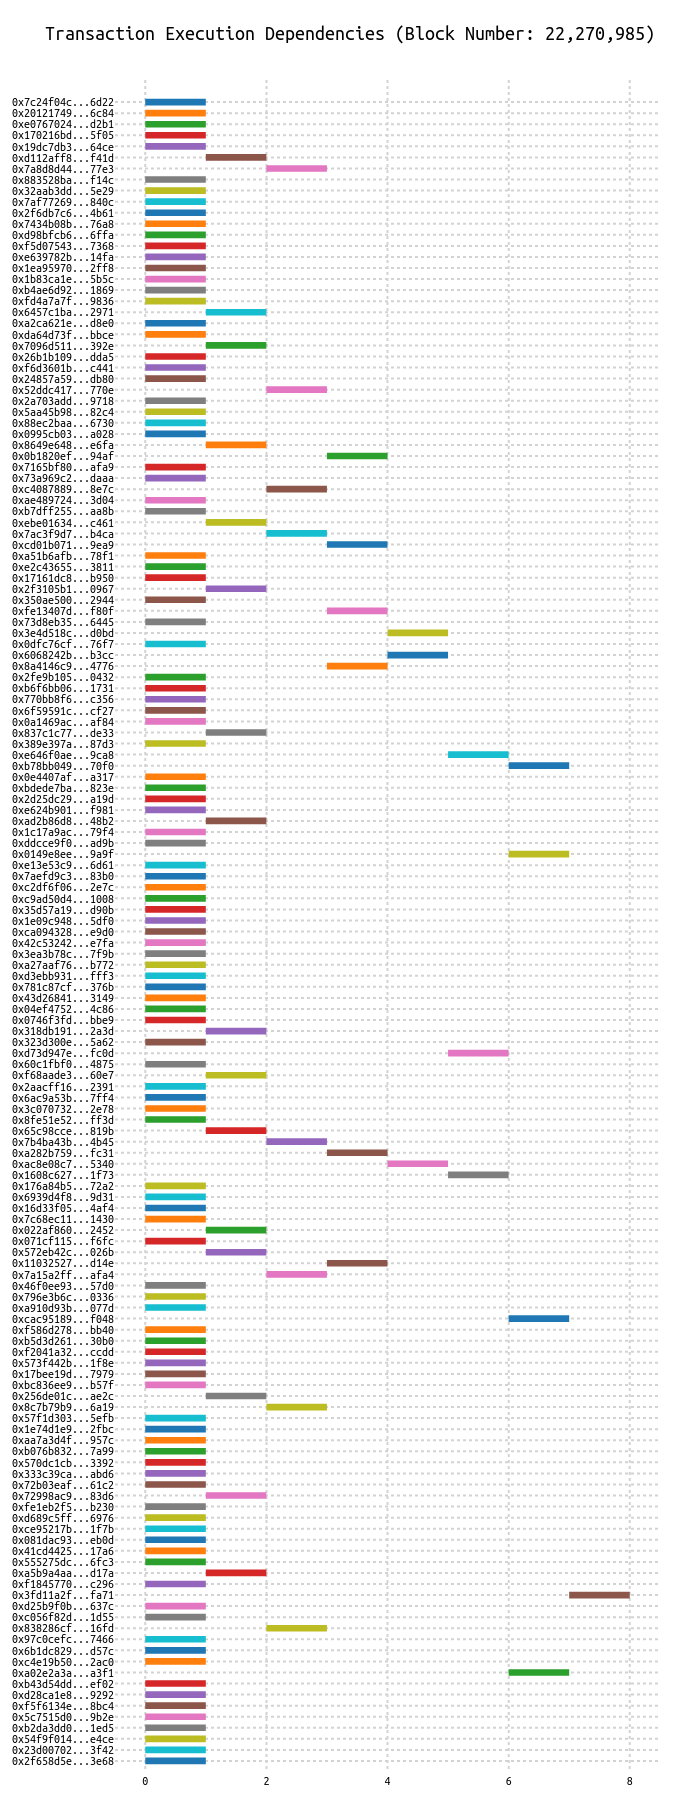 Transaction Execution Dependencies (Block Number: 22,270,985)
0x7c24f04c...6d22
0x20121749...6c84
0xe0767024...d2b1
0x170216bd...5f05
0x19dc7db3...64ce
0xd112aff8...f41d
0x7a8d8d44...77e3
0x883528ba...f14c
0x32aab3dd...5e29
0x7af77269...840c
0x2f6db7c6...4b61
0x7434b08b...76a8
0xd98bfcb6...6ffa
0xf5d07543...7368
0xe639782b...14fa
0x1ea95970...2ff8
0x1b83ca1e...5b5c
0xb4ae6d92...1869
0xfd4a7a7f...9836
0x6457c1ba...2971
0xa2ca621e...d8e0
0xda64d73f...bbce
0x7096d511...392e
0x26b1b109...dda5
0xf6d3601b...c441
0x24857a59...db80
0x52ddc417...770e
0x2a703add...9718
0x5aa45b98...82c4
0x88ec2baa...6730
0x0995cb03...a028
0x8649e648...e6fa
0x0b1820ef...94af
0x7165bf80...afa9
0x73a969c2...daaa
0xc4087889...8e7c
0xae489724...3d04
0xb7dff255...aa8b
0xebe01634...c461
0x7ac3f9d7...b4ca
0xcd01b071...9ea9
0xa51b6afb...78f1
0xe2c43655...3811
0x17161dc8...b950
0x2f3105b1...0967
0x350ae500...2944
0xfe13407d...f80f
0x73d8eb35...6445
0x3e4d518c...d0bd
0x0dfc76cf...76f7
0x6068242b...b3cc
0x8a4146c9...4776
0x2fe9b105...0432
0xb6f6bb06...1731
0x770bb8f6...c356
0x6f59591c...cf27
0x0a1469ac...af84
0x837c1c77...de33
0x389e397a...87d3
0xe646f0ae...9ca8
0xb78bb049...70f0
0x0e4407af...a317
0xbdede7ba...823e
0x2d25dc29...a19d
0xe624b901...f981
0xad2b86d8...48b2
0x1c17a9ac...79f4
0xddcce9f0...ad9b
0x0149e8ee...9a9f
0xe13e53c9...6d61
0x7aefd9c3...83b0
0xc2df6f06...2e7c
0xc9ad50d4...1008
0x35d57a19...d90b
0x1e09c948...5df0
0xca094328...e9d0
0x42c53242...e7fa
0x3ea3b78c...7f9b
0xa27aaf76...b772
0xd3ebb931...fff3
0x781c87cf...376b
0x43d26841...3149
0x04ef4752...4c86
0x0746f3fd...bbe9
0x318db191...2a3d
0x323d300e...5a62
0xd73d947e...fc0d
0x60c1fbf0...4875
0xf68aade3...60e7
0x2aacff16...2391
0x6ac9a53b...7ff4
0x3c070732...2e78
0x8fe51e52...ff3d
0x65c98cce...819b
0x7b4ba43b...4b45
0xa282b759...fc31
0xac8e08c7...5340
0x1608c627...1f73
0x176a84b5...72a2
0x6939d4f8...9d31
0x16d33f05...4af4
0x7c68ec11...1430
0x022af860...2452
0x071cf115...f6fc
0x572eb42c...026b
0x11032527...d14e
0x7a15a2ff...afa4
0x46f0ee93...57d0
0x796e3b6c...0336
0xa910d93b...077d
0xcac95189...f048
0xf586d278...bb40
0xb5d3d261...30b0
0xf2041a32...ccdd
0x573f442b...1f8e
0x17bee19d...7979
0xbc836ee9...b57f
0x256de01c...ae2c
0x8c7b79b9...6a19
0x57f1d303...5efb
0x1e74d1e9...2fbc
0xaa7a3d4f...957c
0xb076b832...7a99
0x570dc1cb...3392
0x333c39ca...abd6
0x72b03eaf...61c2
0x72998ac9...83d6
0xfe1eb2f5...b230
0xd689c5ff...6976
0xce95217b...1f7b
0x081dac93...eb0d
0x41cd4425...17a6
0x555275dc...6fc3
0xa5b9a4aa...d17a
0xf1845770...c296
0x3fd11a2f...fa71
0xd25b9f0b...637c
0xc056f82d...1d55
0x838286cf...16fd
0x97c0cefc...7466
0x6b1dc829...d57c
0xc4e19b50...2ac0
0xa02e2a3a...a3f1
0xb43d54dd...ef02
0xd28ca1e8...9292
0xf5f6134e...8bc4
0x5c7515d0...9b2e
0xb2da3dd0...1ed5
0x54f9f014...e4ce
0x23d00702...3f42
0x2f658d5e...3e68
0 2 4 6 8